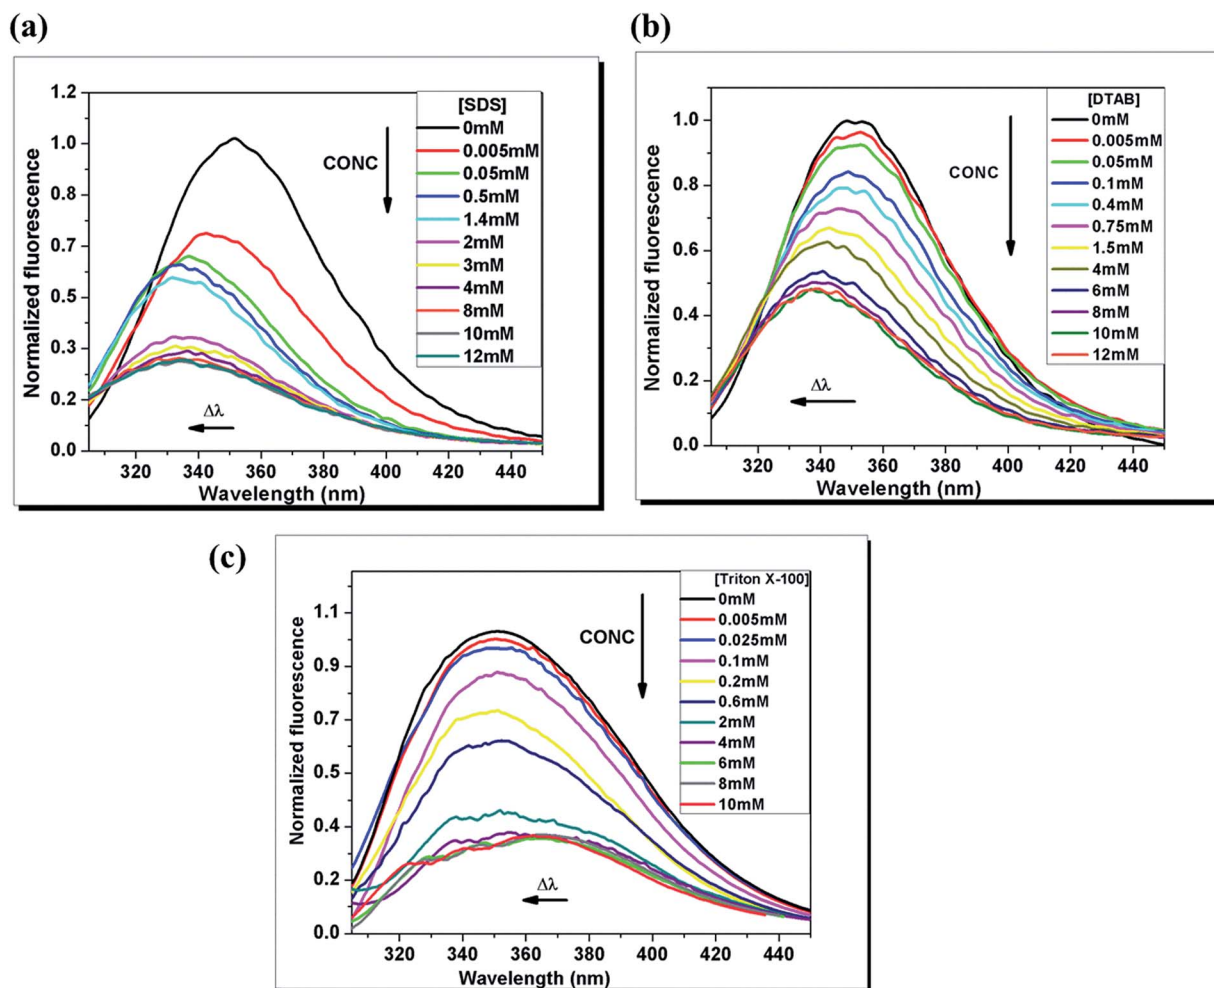 (a)
[SDS]
0mM
0.005mM
0.05mM
0.5mM
1.4mM
2mM
3mM
4mM
8mM
10mM
12mM
CONC
Δλ
Normalized fluorescence
1.2
1.0
0.7
0.5
0.3
0.2
0.0
320 340 360 380 400 420 440
Wavelength (nm)
(b)
[DTAB]
0mM
0.005mM
0.05mM
0.1mM
0.4mM
0.75mM
1.5mM
4mM
6mM
8mM
10mM
12mM
CONC
Δλ
Normalized fluorescence
1.0
0.8
0.6
0.4
0.2
0.0
320 340 360 380 400 420 440
Wavelength (nm)
(c)
[Triton X-100]
0mM
0.005mM
0.025mM
0.1mM
0.2mM
0.6mM
2mM
4mM
6mM
8mM
10mM
CONC
Δλ
Normalized fluorescence
1.1
0.9
0.7
0.5
0.4
0.2
0.0
320 340 360 380 400 420 440
Wavelength (nm)